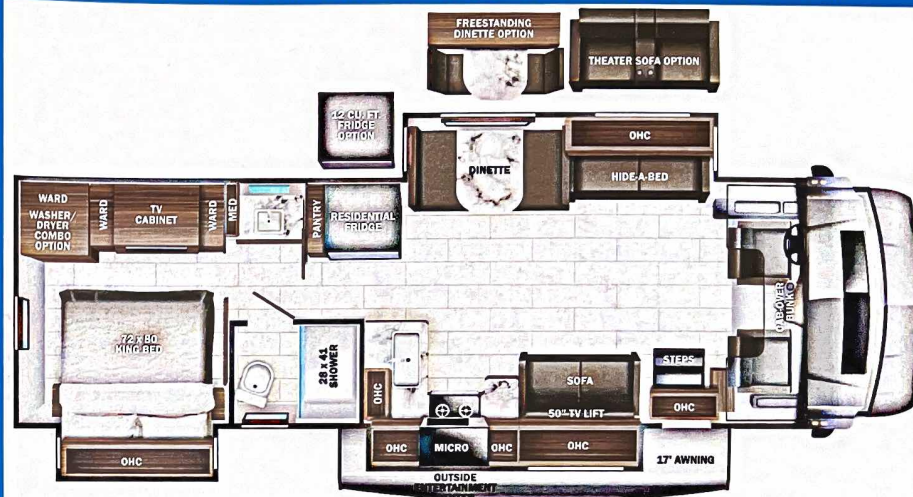 FREESTANDING
DINETTE OPTION
THEATER SOFA OPTION
12 CU. FT.
FRIDGE
OPTION
OHC
DINETTE
HIDE-A-BED
WARD
WASHER/
DRYER
COMBO
OPTION
WARD
TV
CABINET
WARD
MED
PANTRY
RESIDENTIAL
FRIDGE
CAB OVER
BUNK
72 x 80
KING BED
28 x 41
SHOWER
STEPS
OHC
SOFA
50" TV LIFT
OHC
OHC
OHC
MICRO
OHC
OHC
17' AWNING
OUTSIDE
ENTERTAINMENT